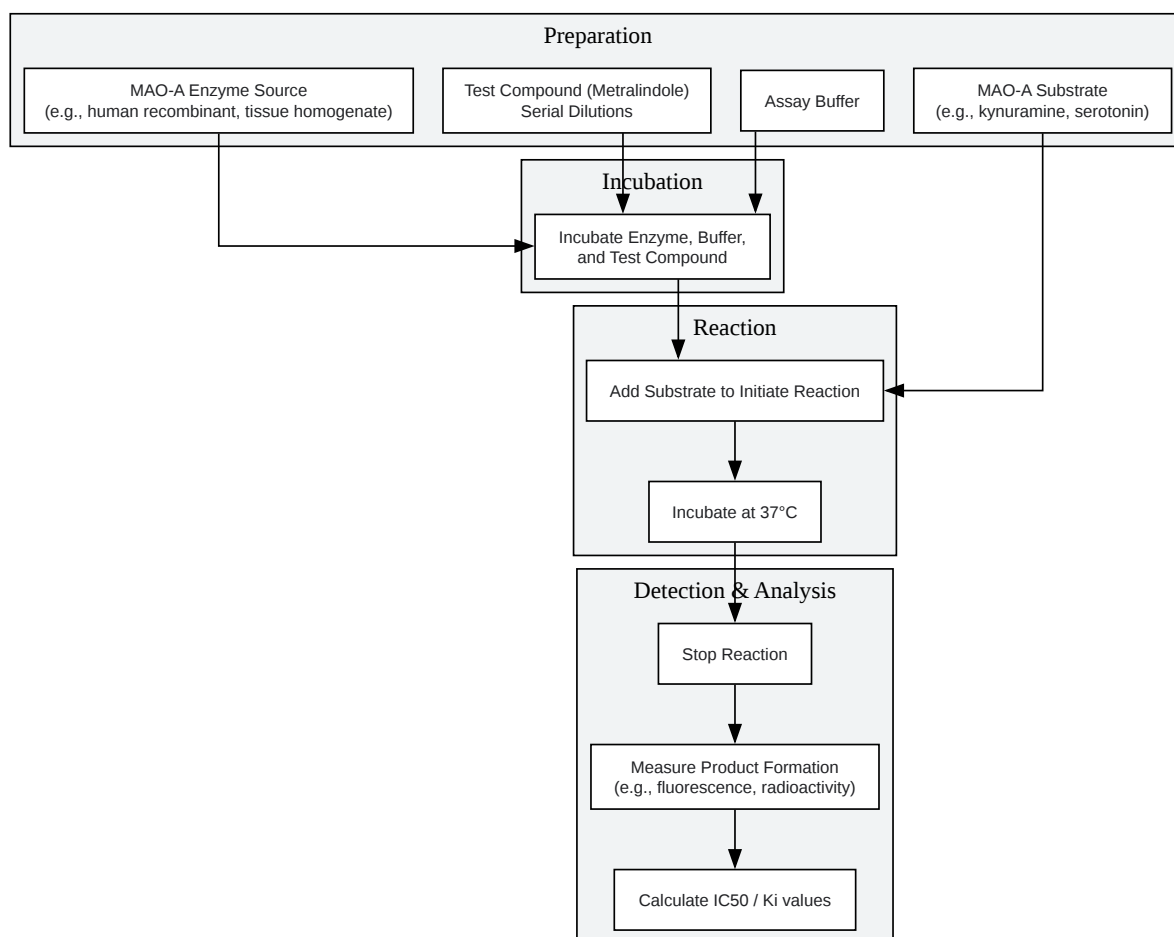 Preparation
MAO-A Enzyme Source
(e.g., human recombinant, tissue homogenate)
Test Compound (Metralindole)
Serial Dilutions
Assay Buffer
MAO-A Substrate
(e.g., kynuramine, serotonin)
Incubation
Incubate Enzyme, Buffer,
and Test Compound
Reaction
Add Substrate to Initiate Reaction
Incubate at 37°C
Detection & Analysis
Stop Reaction
Measure Product Formation
(e.g., fluorescence, radioactivity)
Calculate IC50 / Ki values